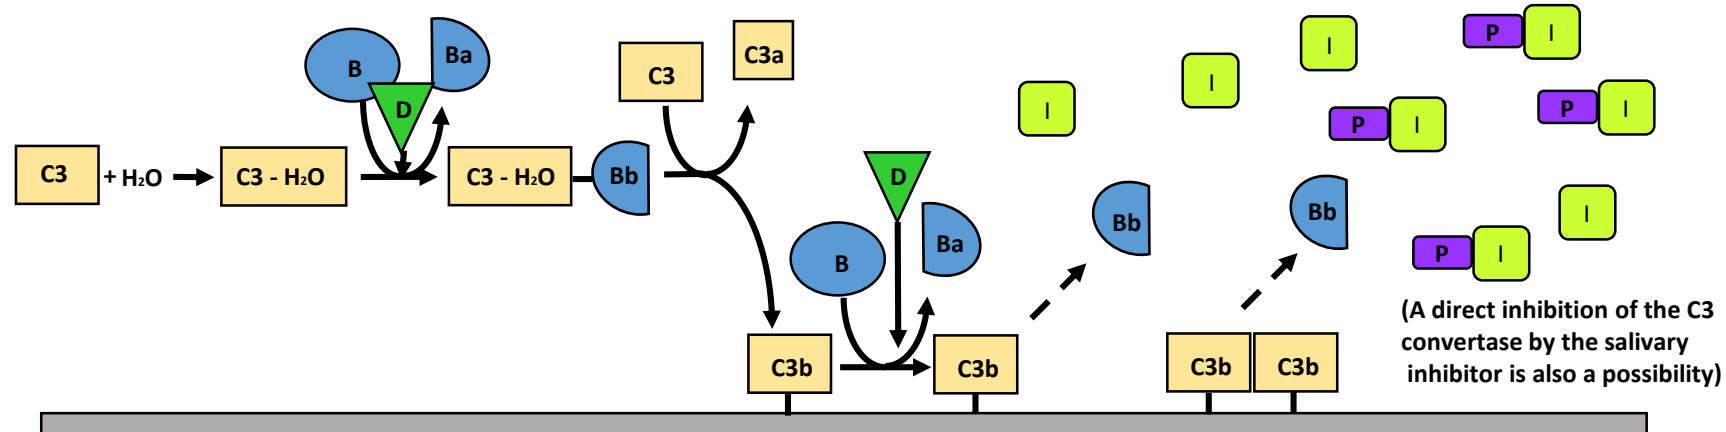 C3
+ H₂O
C3 - H₂O
B
D
Ba
C3 - H₂O
Bb
C3
C3a
C3b
B
D
Ba
C3b
Bb
C3b
C3b
Bb
I
I
I
P I
P I
P I
I
P I
(A direct inhibition of the C3
convertase by the salivary
inhibitor is also a possibility)